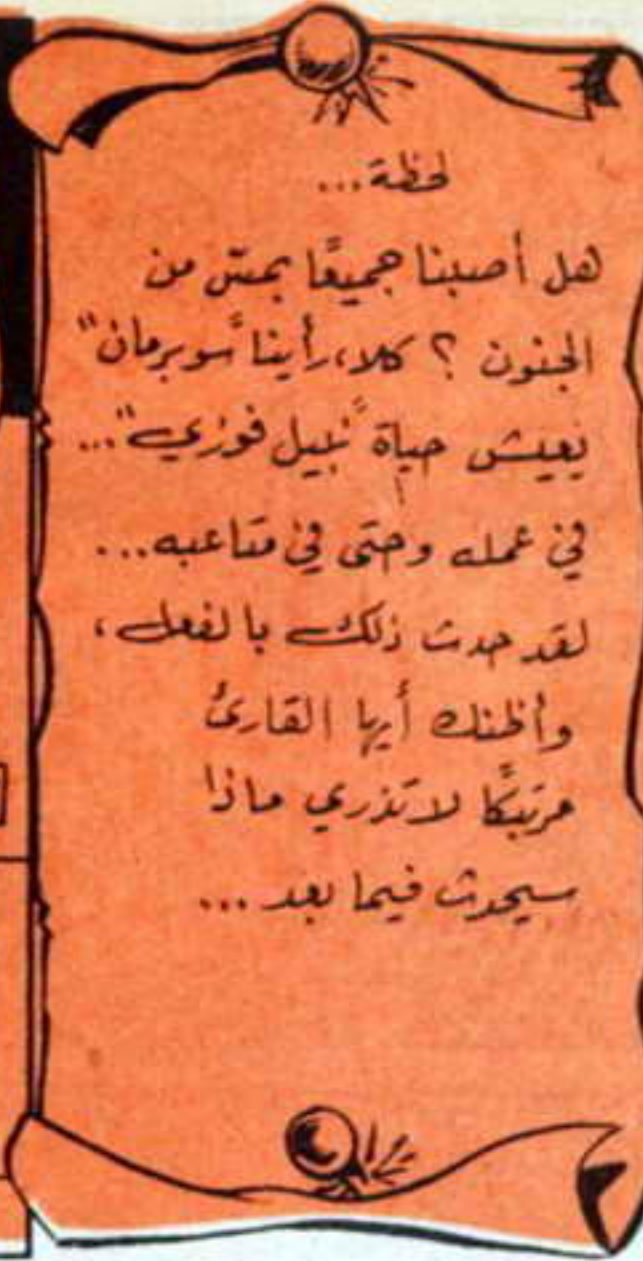 لحظة...
هل أصبنا جميعًا بمسّ من
الجنون ؟ كلا، رأينا "سوبرمان"
يعيش حياة "نبيل فوزي"...
في عمله وحتى في متاعبه...
لقد حدث ذلك بالفعل،
وأظنك أيها القارئ
مرتبكًا لا تدري ماذا
سيحدث فيما بعد ...